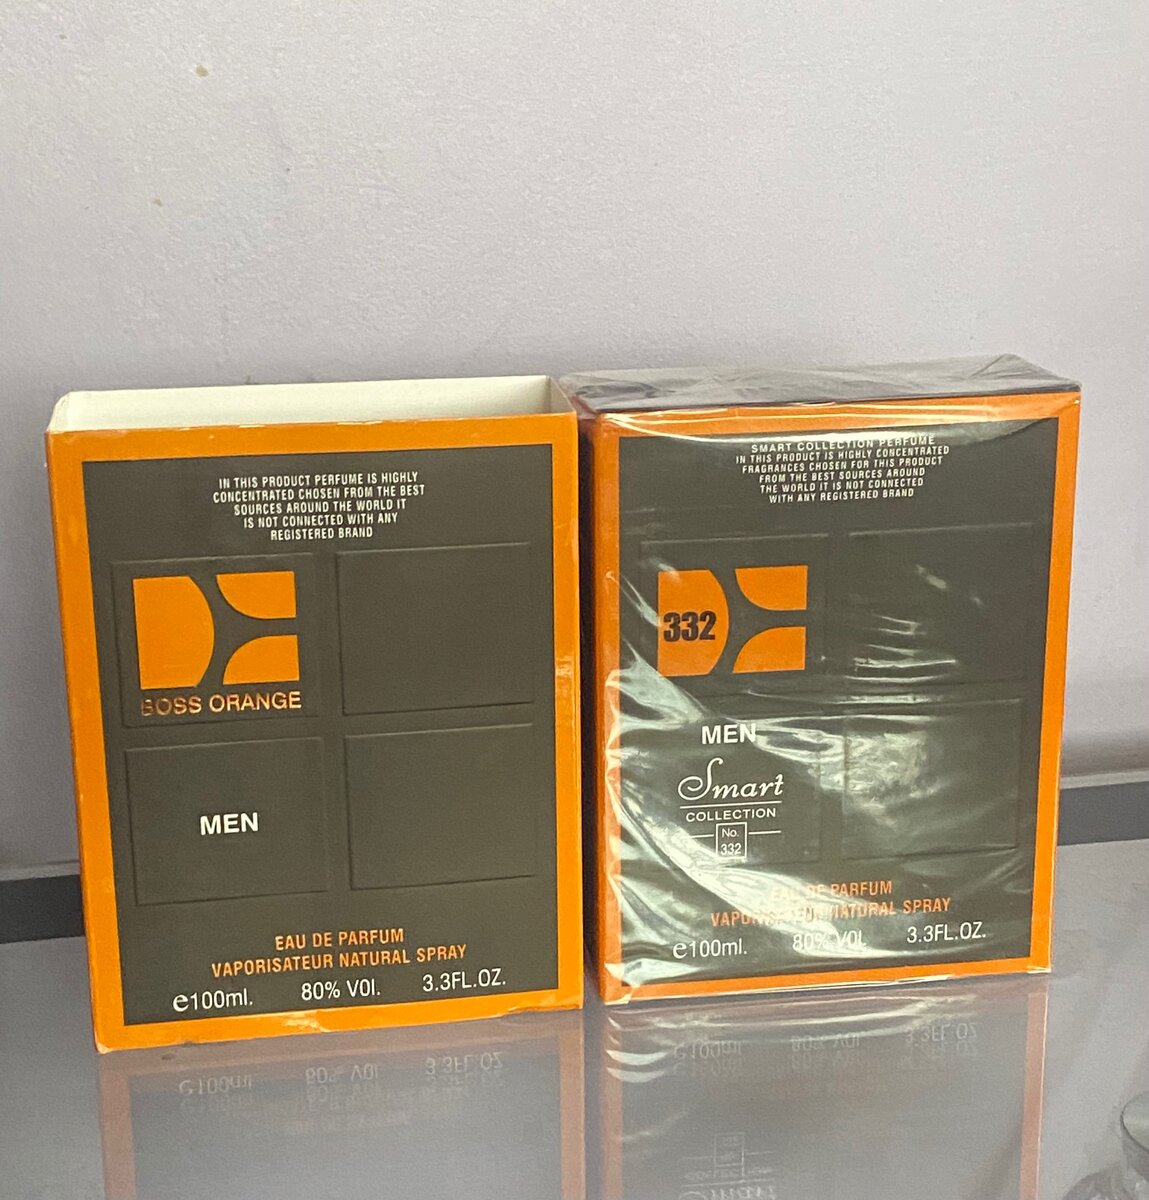 IN THIS PRODUCT PERFUME IS HIGHLY
CONCENTRATED CHOSEN FROM THE BEST
SOURCES AROUND THE WORLD IT
IS NOT CONNECTED WITH ANY
REGISTERED BRAND
BOSS ORANGE
MEN
EAU DE PARFUM
VAPORISATEUR NATURAL SPRAY
e100ml. 80% VOl. 3.3FL.OZ.
SMART COLLECTION PERFUME
IN THIS PRODUCT IS HIGHLY CONCENTRATED
FRAGRANCES CHOSEN FOR THIS PRODUCT
FROM THE BEST SOURCES AROUND
THE WORLD IT IS NOT CONNECTED
WITH ANY REGISTERED BRAND
332
MEN
Smart
COLLECTION
No.
332
EAU DE PARFUM
VAPORISATEUR NATURAL SPRAY
e100ml. 80% VOL 3.3FL.OZ.